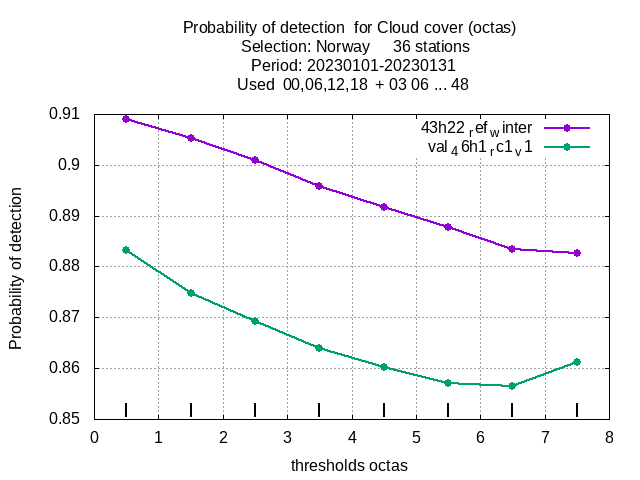 Probability of detection for Cloud cover (octas)
Selection: Norway 36 stations
Period: 20230101-20230131
Used 00,06,12,18 + 03 06 ... 48
0.91
0.9
0.89
0.88
0.87
0.86
0.85
Probability of detection
43h22 ref winter
val 46h1 rc1 v1
0 1 2 3 4 5 6 7 8
thresholds octas